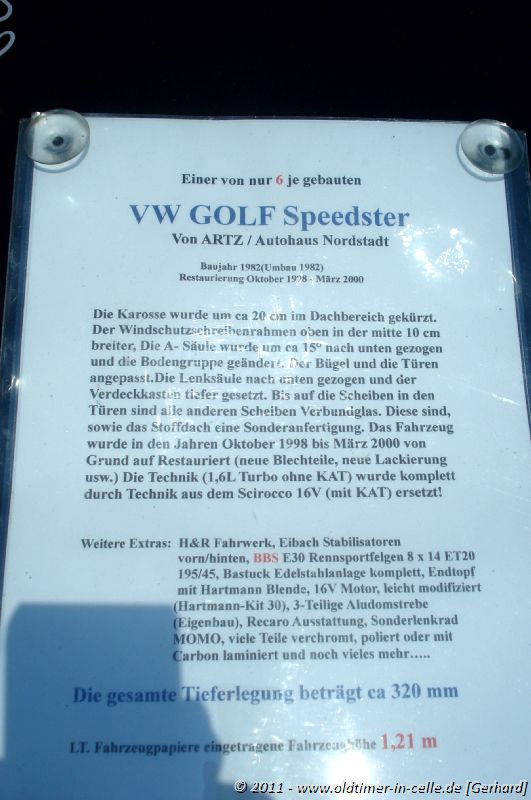 Einer von nur 6 je gebauten
VW GOLF Speedster
Von ARTZ / Autohaus Nordstadt
Baujahr 1982(Umbau 1982)
Restaurierung Oktober 1998 - März 2000
Die Karosse wurde um ca 20 cm im Dachbereich gekürzt.
Der Windschutzschreibenrahmen oben in der mitte 10 cm
breiter, Die A- Säule wurde um ca 15° nach unten gezogen
und die Bodengruppe geändert. Der Bügel und die Türen
angepasst.Die Lenksäule nach unten gezogen und der
Verdeckkasten tiefer gesetzt. Bis auf die Scheiben in den
Türen sind alle anderen Scheiben Verbundglas. Diese sind,
sowie das Stoffdach eine Sonderanfertigung. Das Fahrzeug
wurde in den Jahren Oktober 1998 bis März 2000 von
Grund auf Restauriert (neue Blechteile, neue Lackierung
usw.) Die Technik (1,6L Turbo ohne KAT) wurde komplett
durch Technik aus dem Scirocco 16V (mit KAT) ersetzt!
Weitere Extras: H&R Fahrwerk, Eibach Stabilisatoren
vorn/hinten, BBS E30 Rennsportfelgen 8 x 14 ET20
195/45, Bastuck Edelstahlanlage komplett, Endtopf
mit Hartmann Blende, 16V Motor, leicht modifiziert
(Hartmann-Kit 30), 3-Teilige Aludomstrebe
(Eigenbau), Recaro Ausstattung, Sonderlenkrad
MOMO, viele Teile verchromt, poliert oder mit
Carbon laminiert und noch vieles mehr…..
Die gesamte Tieferlegung beträgt ca 320 mm
LT. Fahrzeugpapiere eingetragene Fahrzeughöhe 1,21 m
© 2011 - www.oldtimer-in-celle.de [Gerhard]